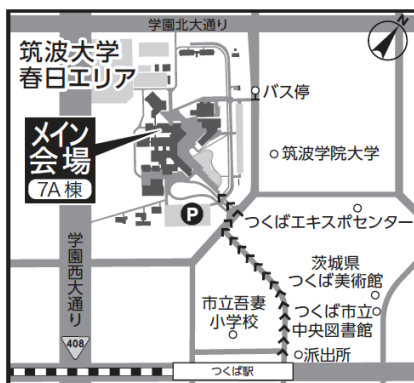 学園北大通り
N
筑波大学
春日エリア
バス停
メイン
会場
7A棟
筑波学院大学
P
つくばエキスポセンター
学園西大通り
茨城県
つくば美術館
市立吾妻
小学校
つくば市立
中央図書館
408
派出所
つくば駅